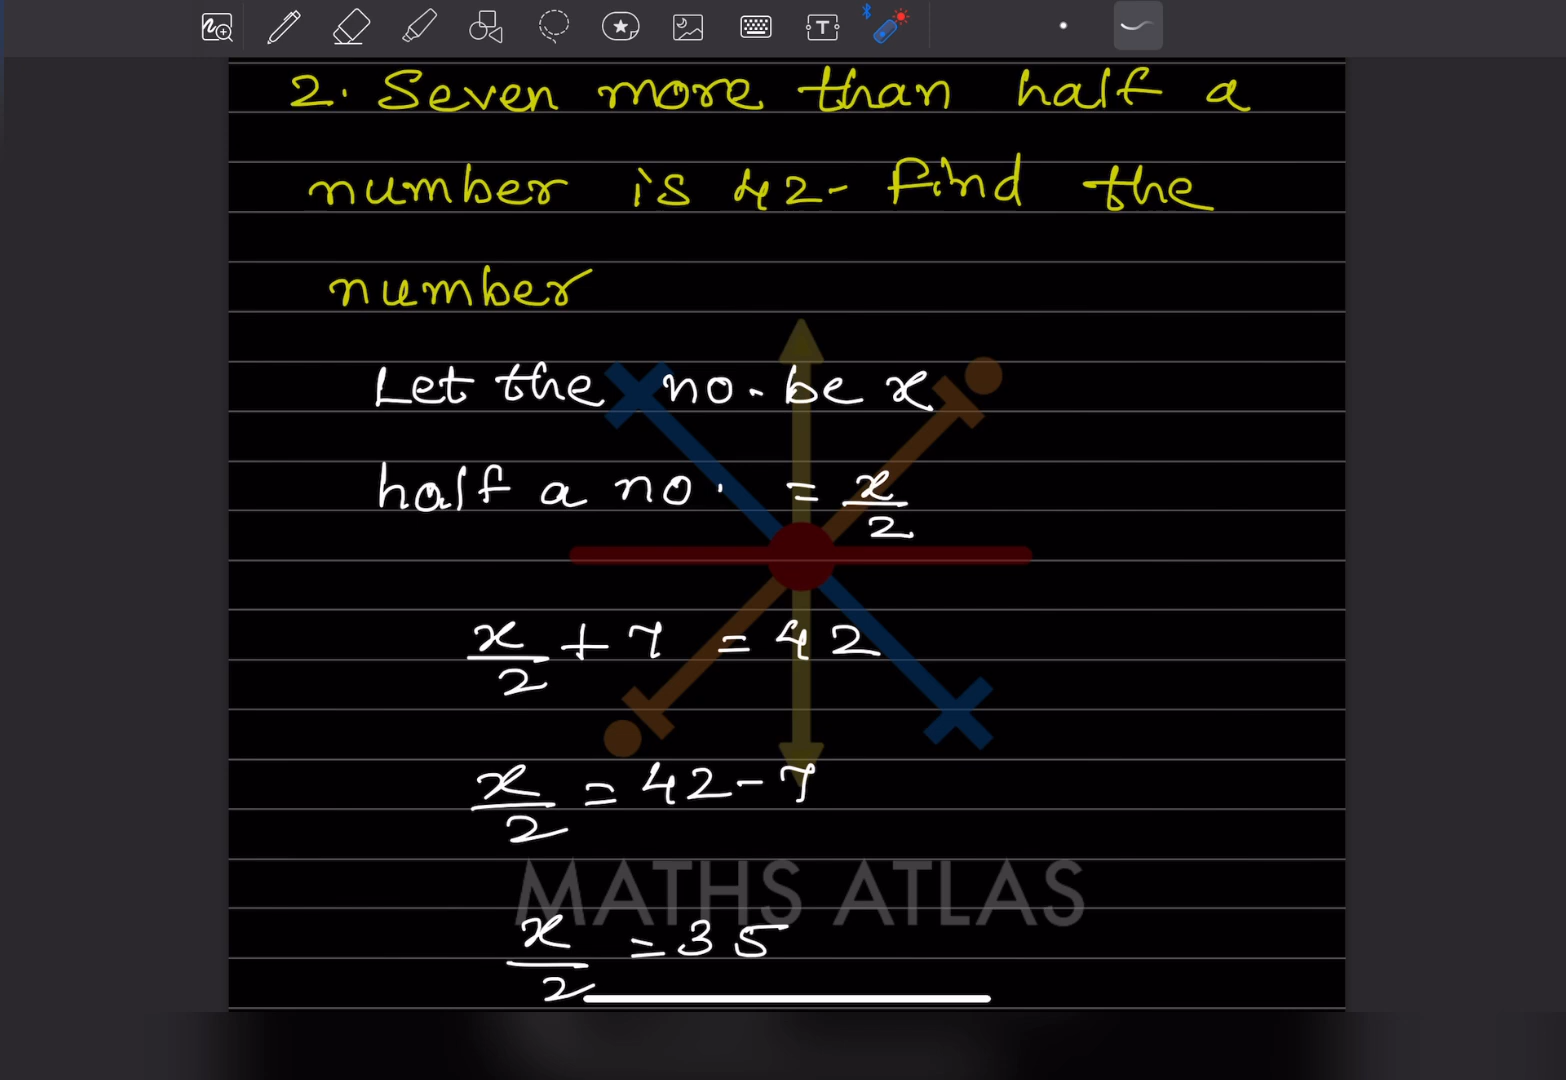 2. Seven more than half a
number is 42- find the
number
Let the no. be x
half a no. = x/2
x/2 + 7 = 42
x/2 = 42 - 7
MATHS ATLAS
x/2 = 35